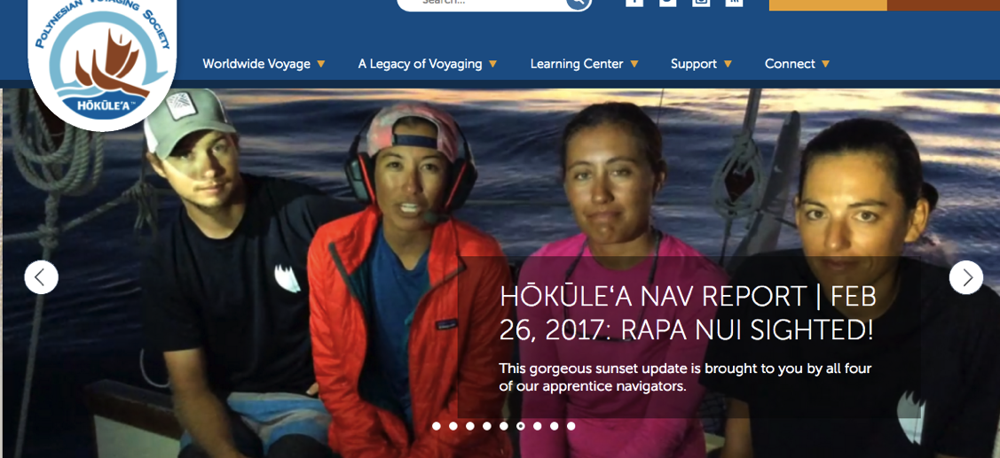 Search...
POLYNESIAN VOYAGING SOCIETY
HŌKŪLEʻA™
Worldwide Voyage
A Legacy of Voyaging
Learning Center
Support
Connect
HŌKŪLEʻA NAV REPORT | FEB
26, 2017: RAPA NUI SIGHTED!
This gorgeous sunset update is brought to you by all four
of our apprentice navigators.